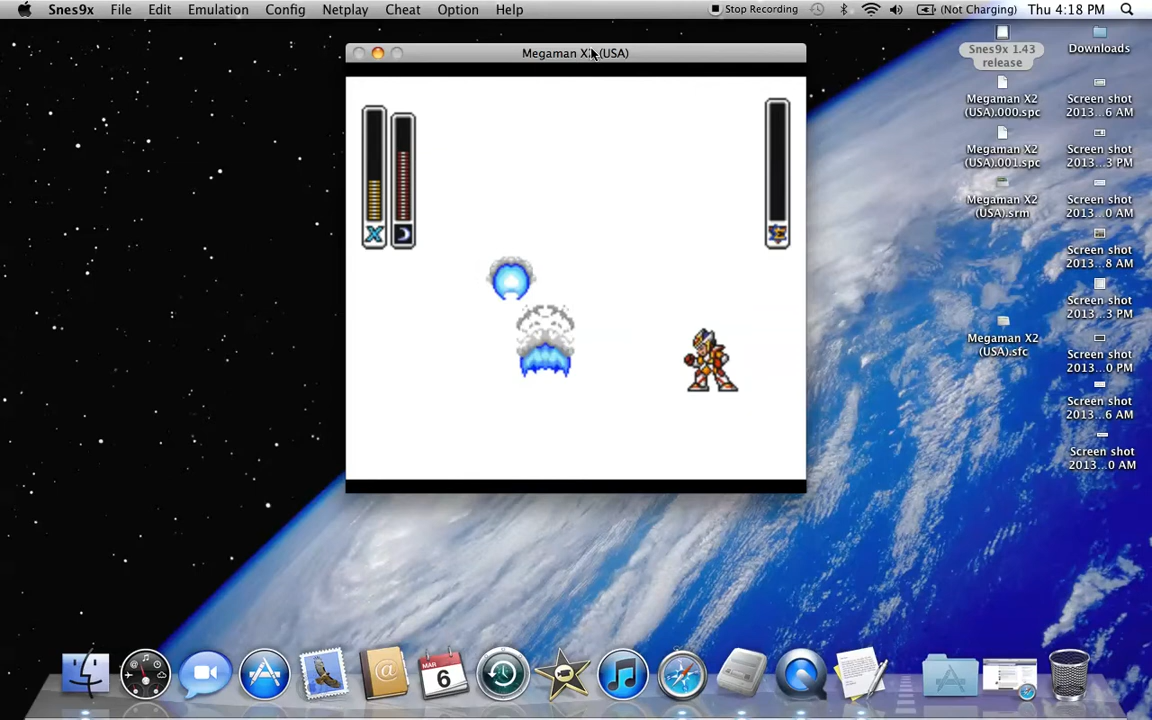 Snes9x File Edit Emulation Config Netplay Cheat Option Help Stop Recording (Not Charging) Thu 4:18 PM
Megaman X2 (USA)
X
Snes9x 1.43
release
Downloads
Megaman X2
(USA).000.spc
Screen shot
2013...6 AM
Megaman X2
(USA).001.spc
Screen shot
2013...3 PM
Megaman X2
(USA).srm
Screen shot
2013...0 AM
Screen shot
2013...8 AM
Screen shot
2013...3 PM
Megaman X2
(USA).sfc
Screen shot
2013...0 PM
Screen shot
2013...6 AM
Screen shot
2013...0 AM
MAR
6